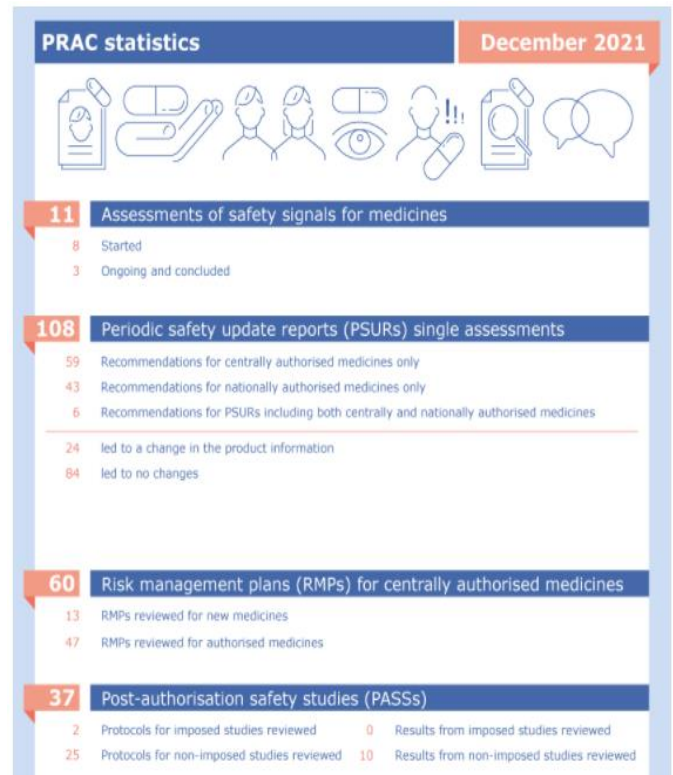 PRAC statistics December 2021
!!!
11 Assessments of safety signals for medicines
8 Started
3 Ongoing and concluded
108 Periodic safety update reports (PSURs) single assessments
59 Recommendations for centrally authorised medicines only
43 Recommendations for nationally authorised medicines only
6 Recommendations for PSURs including both centrally and nationally authorised medicines
24 led to a change in the product information
84 led to no changes
60 Risk management plans (RMPs) for centrally authorised medicines
13 RMPs reviewed for new medicines
47 RMPs reviewed for authorised medicines
37 Post-authorisation safety studies (PASSs)
2 Protocols for imposed studies reviewed 0 Results from imposed studies reviewed
25 Protocols for non-imposed studies reviewed 10 Results from non-imposed studies reviewed